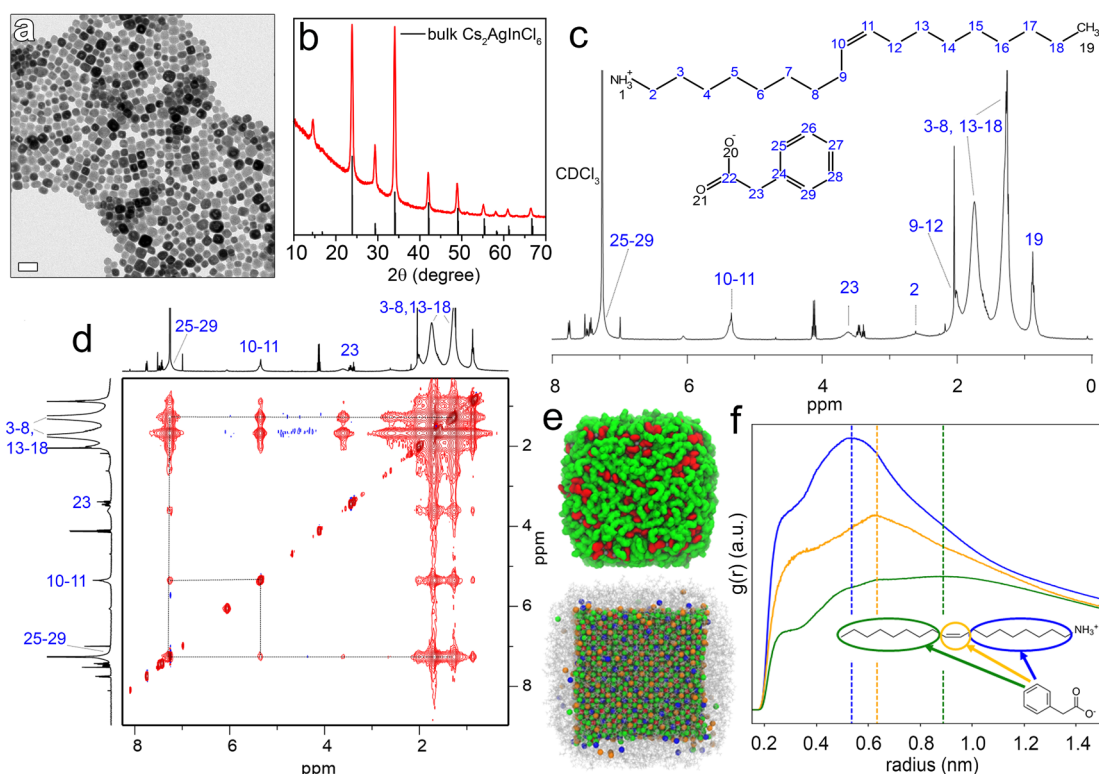 a
b
bulk Cs2AgInCl6
10 20 30 40 50 60 70
2θ (degree)
c
NH3+
1
2
3
4
5
6
7
8
9
10
11
12
13
14
15
16
17
18
CH3
19
O-
20
O
21
22
23
24
25
26
27
28
29
CDCl3
25-29
10-11
23
2
9-12
3-8, 13-18
19
8 6 4 2 0
ppm
d
25-29
10-11
23
3-8,13-18
3-8,
13-18
23
10-11
25-29
2
4
6
8
ppm
8 6 4 2
ppm
e
f
g(r) (a.u.)
NH3+
O
O-
0.2 0.4 0.6 0.8 1.0 1.2 1.4
radius (nm)